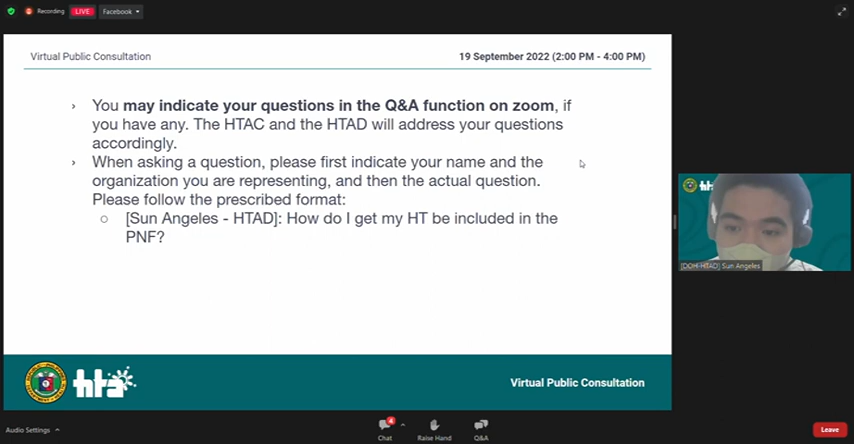 Recording
LIVE
Facebook
Virtual Public Consultation
19 September 2022 (2:00 PM - 4:00 PM)
› You may indicate your questions in the Q&A function on zoom, if
you have any. The HTAC and the HTAD will address your questions
accordingly.
› When asking a question, please first indicate your name and the
organization you are representing, and then the actual question.
Please follow the prescribed format:
○ [Sun Angeles - HTAD]: How do I get my HT be included in the
PNF?
[DOH-HTAD] Sun Angeles
hta
Virtual Public Consultation
Audio Settings
4
Chat
Raise Hand
Q&A
Leave